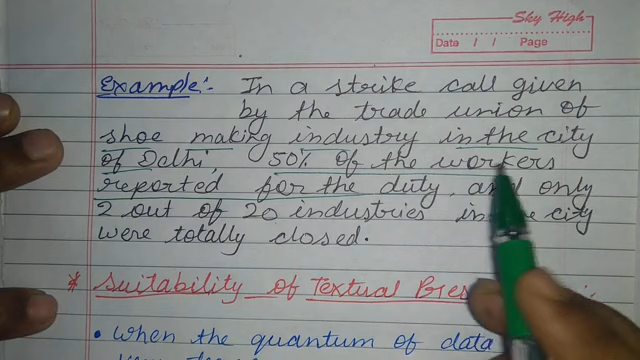 Sky High
Date / / Page
Example:- In a strike call given
by the trade union of
shoe making industry in the city
of Delhi, 50% of the workers
reported for the duty, and only
2 out of 20 industries in the city
were totally closed.
* Suitability of Textual
• When the quantum of data